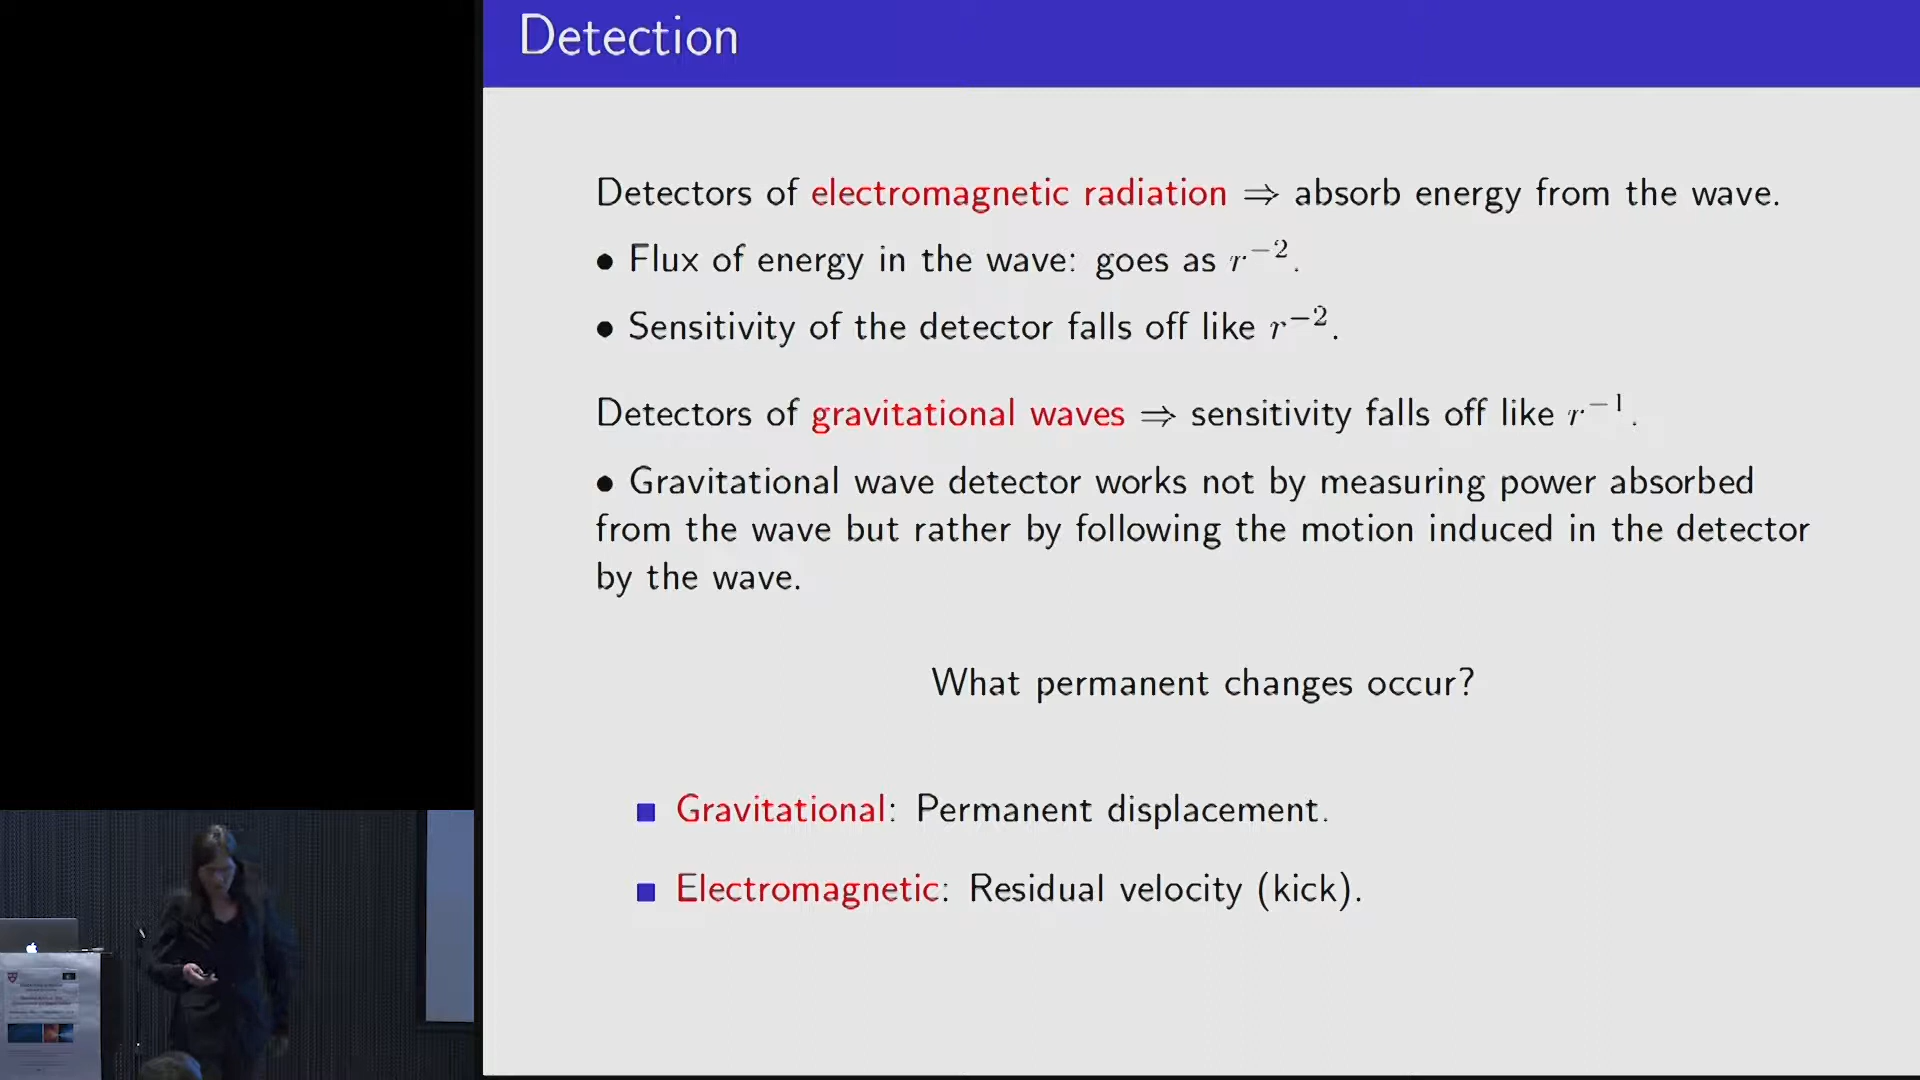 Detection
Detectors of electromagnetic radiation ⇒ absorb energy from the wave.
● Flux of energy in the wave: goes as r⁻².
● Sensitivity of the detector falls off like r⁻².
Detectors of gravitational waves ⇒ sensitivity falls off like r⁻¹.
● Gravitational wave detector works not by measuring power absorbed
from the wave but rather by following the motion induced in the detector
by the wave.
What permanent changes occur?
■ Gravitational: Permanent displacement.
■ Electromagnetic: Residual velocity (kick).